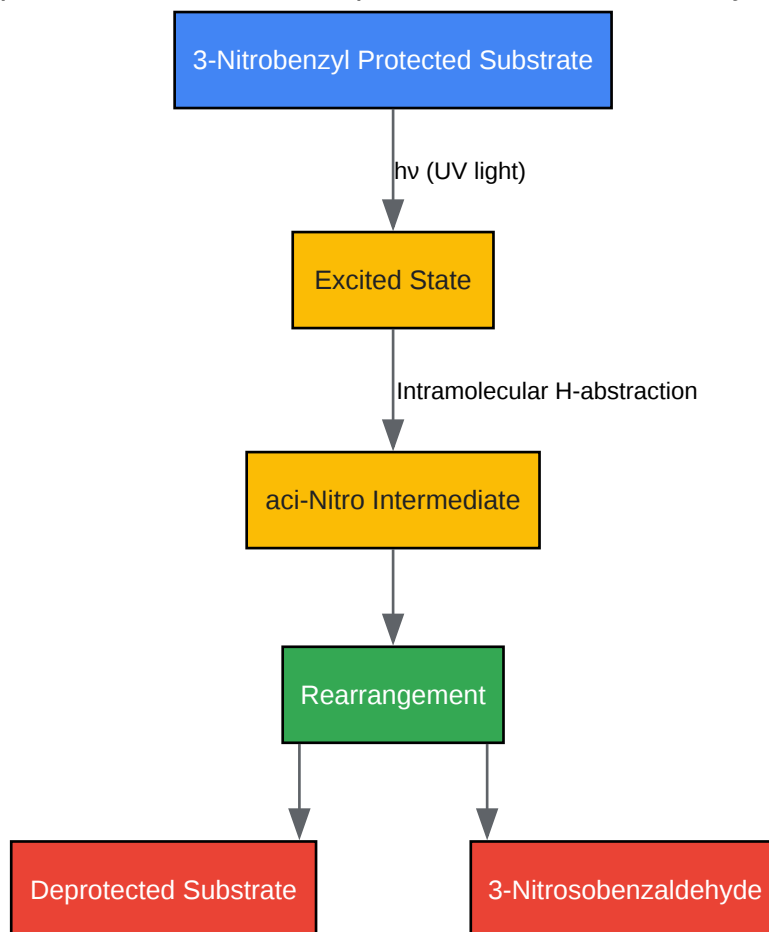 3-Nitrobenzyl Protected Substrate
hν (UV light)
Excited State
Intramolecular H-abstraction
aci-Nitro Intermediate
Rearrangement
Deprotected Substrate
3-Nitrosobenzaldehyde